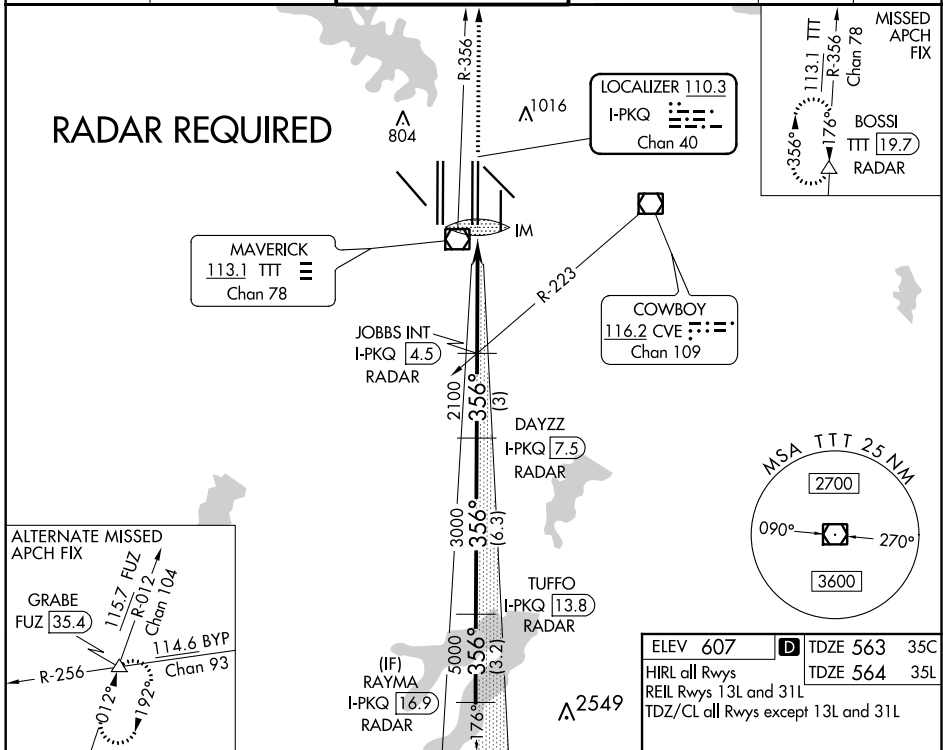 RADAR REQUIRED
R-356
804
1016
LOCALIZER 110.3
I-PKQ
Chan 40
MISSED
APCH
FIX
113.1 TTT
R-356
Chan 78
356°
176°
BOSSI
TTT 19.7
RADAR
IM
MAVERICK
113.1 TTT
Chan 78
R-223
COWBOY
116.2 CVE
Chan 109
JOBBS INT
I-PKQ 4.5
RADAR
2100
356°
(3)
DAYZZ
I-PKQ 7.5
RADAR
3000
356°
(6.3)
TUFFO
I-PKQ 13.8
RADAR
5000
356°
(3.2)
(IF)
RAYMA
I-PKQ 16.9
RADAR
176°
2549
MSA TTT 25 NM
2700
090°
270°
3600
ALTERNATE MISSED
APCH FIX
GRABE
FUZ 35.4
115.7 FUZ
R-012
Chan 104
114.6 BYP
Chan 93
R-256
012°
192°
ELEV 607 D TDZE 563 35C
TDZE 564 35L
HIRL all Rwys
REIL Rwys 13L and 31L
TDZ/CL all Rwys except 13L and 31L